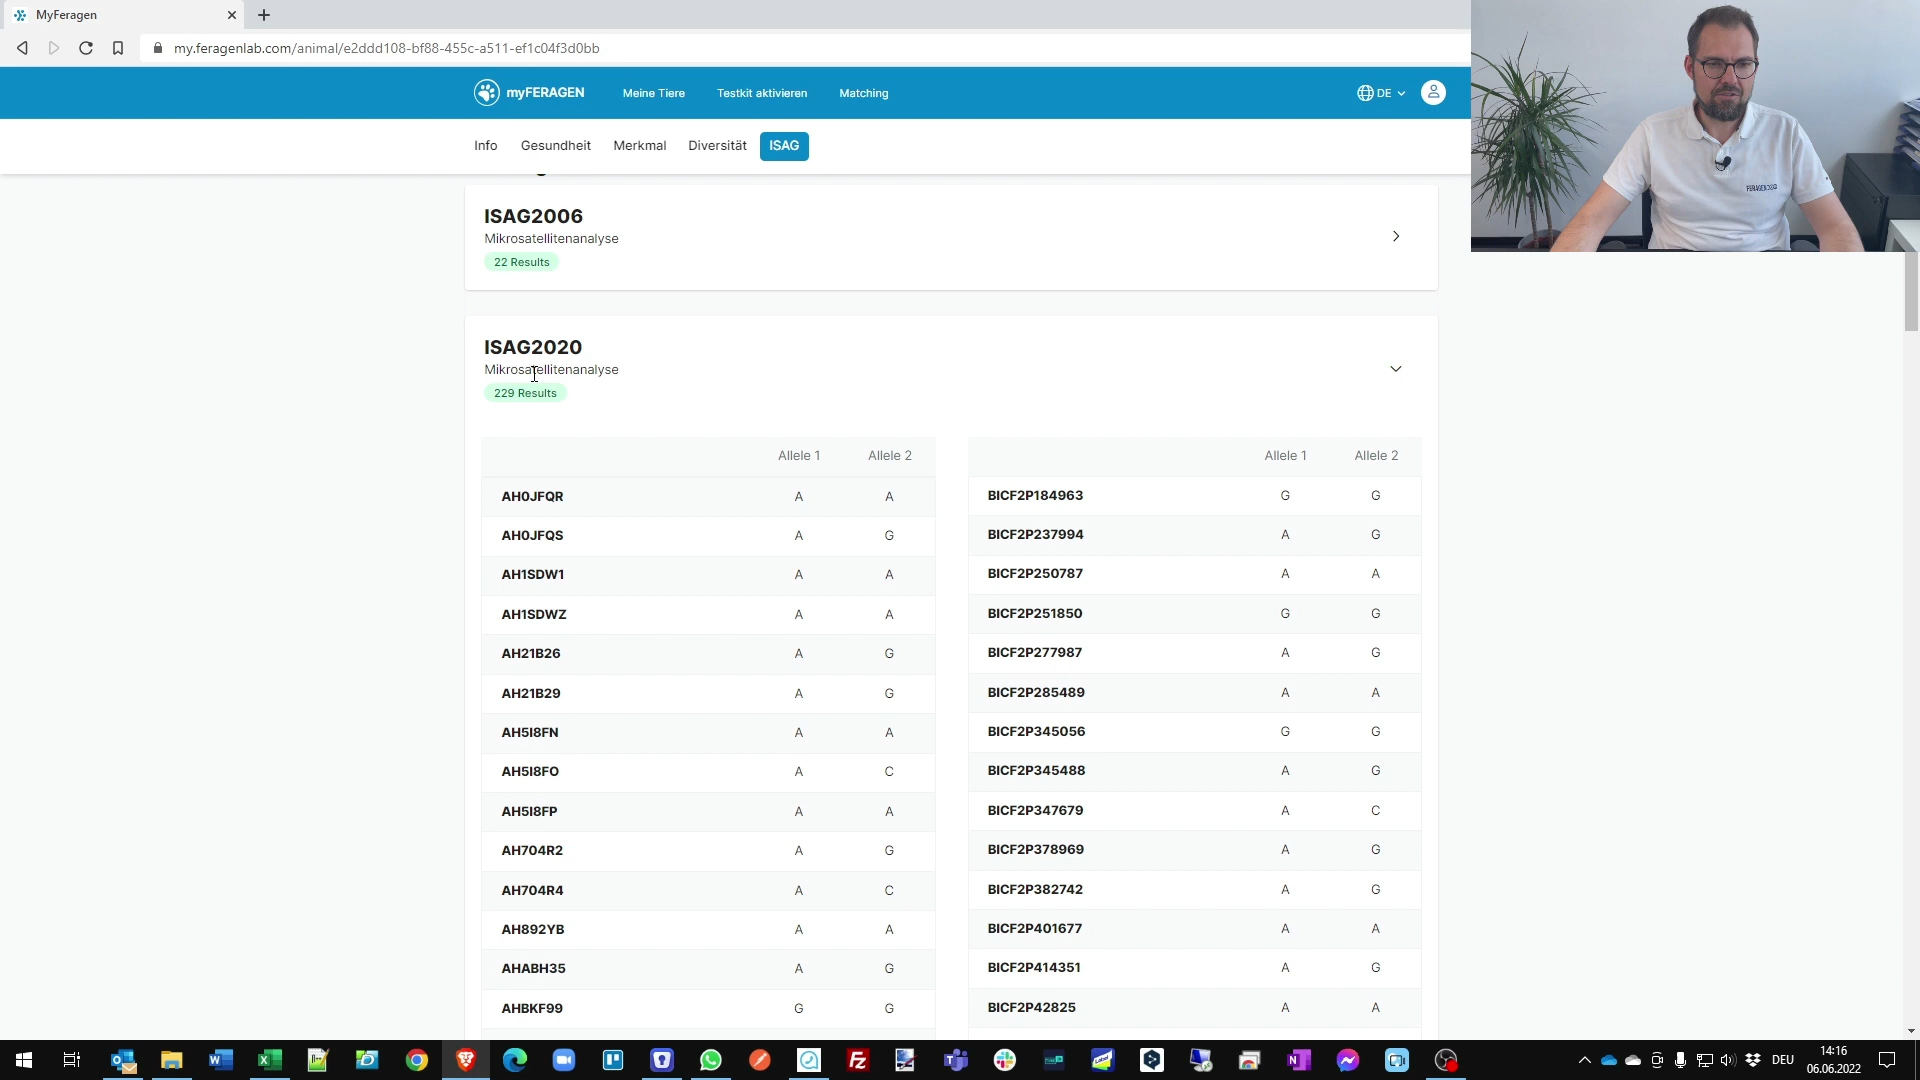 MyFeragen
my.feragenlab.com/animal/e2ddd108-bf88-455c-a511-ef1c04f3d0bb
myFERAGEN Meine Tiere Testkit aktivieren Matching DE
Info Gesundheit Merkmal Diversität ISAG
ISAG2006
Mikrosatellitenanalyse
22 Results
ISAG2020
Mikrosatellitenanalyse
229 Results
Allele 1 Allele 2
AH0JFQR A A
AH0JFQS A G
AH1SDW1 A A
AH1SDWZ A A
AH21B26 A G
AH21B29 A G
AH5I8FN A A
AH5I8FO A C
AH5I8FP A A
AH704R2 A G
AH704R4 A C
AH892YB A A
AHABH35 A G
AHBKF99 G G
Allele 1 Allele 2
BICF2P184963 G G
BICF2P237994 A G
BICF2P250787 A A
BICF2P251850 G G
BICF2P277987 A G
BICF2P285489 A A
BICF2P345056 G G
BICF2P345488 A G
BICF2P347679 A C
BICF2P378969 A G
BICF2P382742 A G
BICF2P401677 A A
BICF2P414351 A G
BICF2P42825 A A
DEU
14:16
06.06.2022